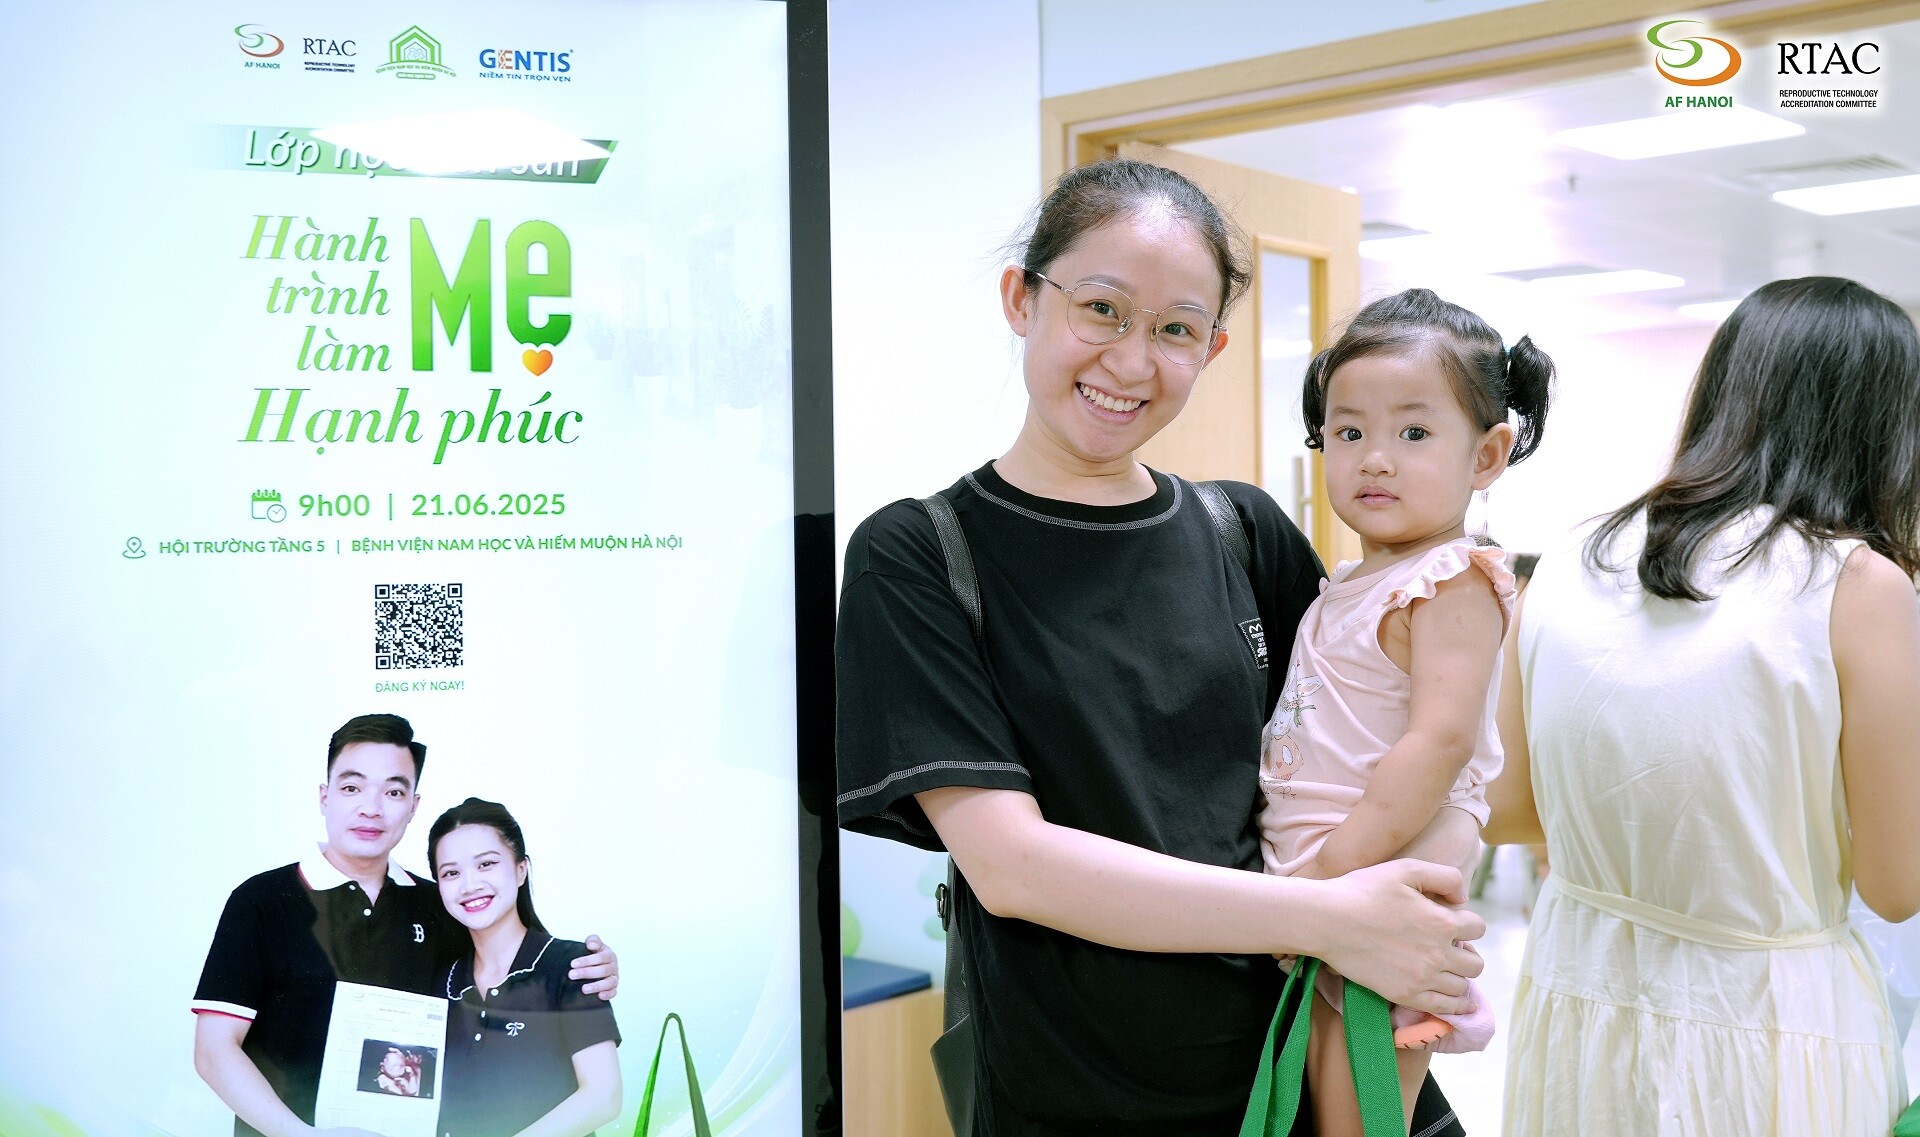 AF HANOI
RTAC
REPRODUCTIVE TECHNOLOGY
ACCREDITATION COMMITTEE
GENTIS
NIỀM TIN TRỌN VẸN
Lớp
Hành
trình
làm
Mẹ
Hạnh phúc
9h00 | 21.06.2025
HỘI TRƯỜNG TẦNG 5 | BỆNH VIỆN NAM HỌC VÀ HIẾM MUỘN HÀ NỘI
ĐĂNG KÝ NGAY!
B
AF HANOI
RTAC
REPRODUCTIVE TECHNOLOGY
ACCREDITATION COMMITTEE